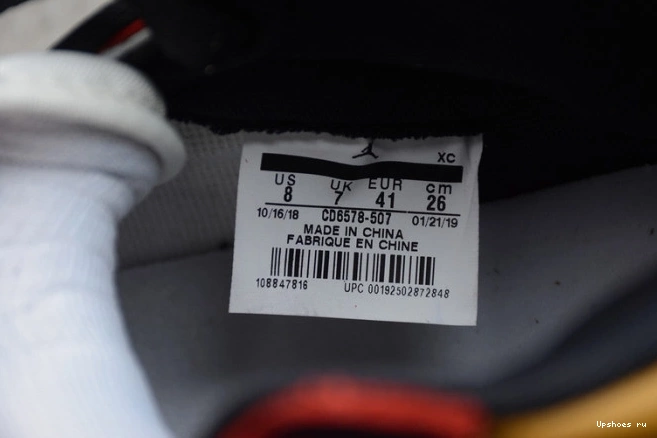 XC
US UK EUR cm
8 7 41 26
10/16/18 CD6578-507 01/21/19
MADE IN CHINA
FABRIQUE EN CHINE
108847816 UPC 00192502872848
Upshoes ru